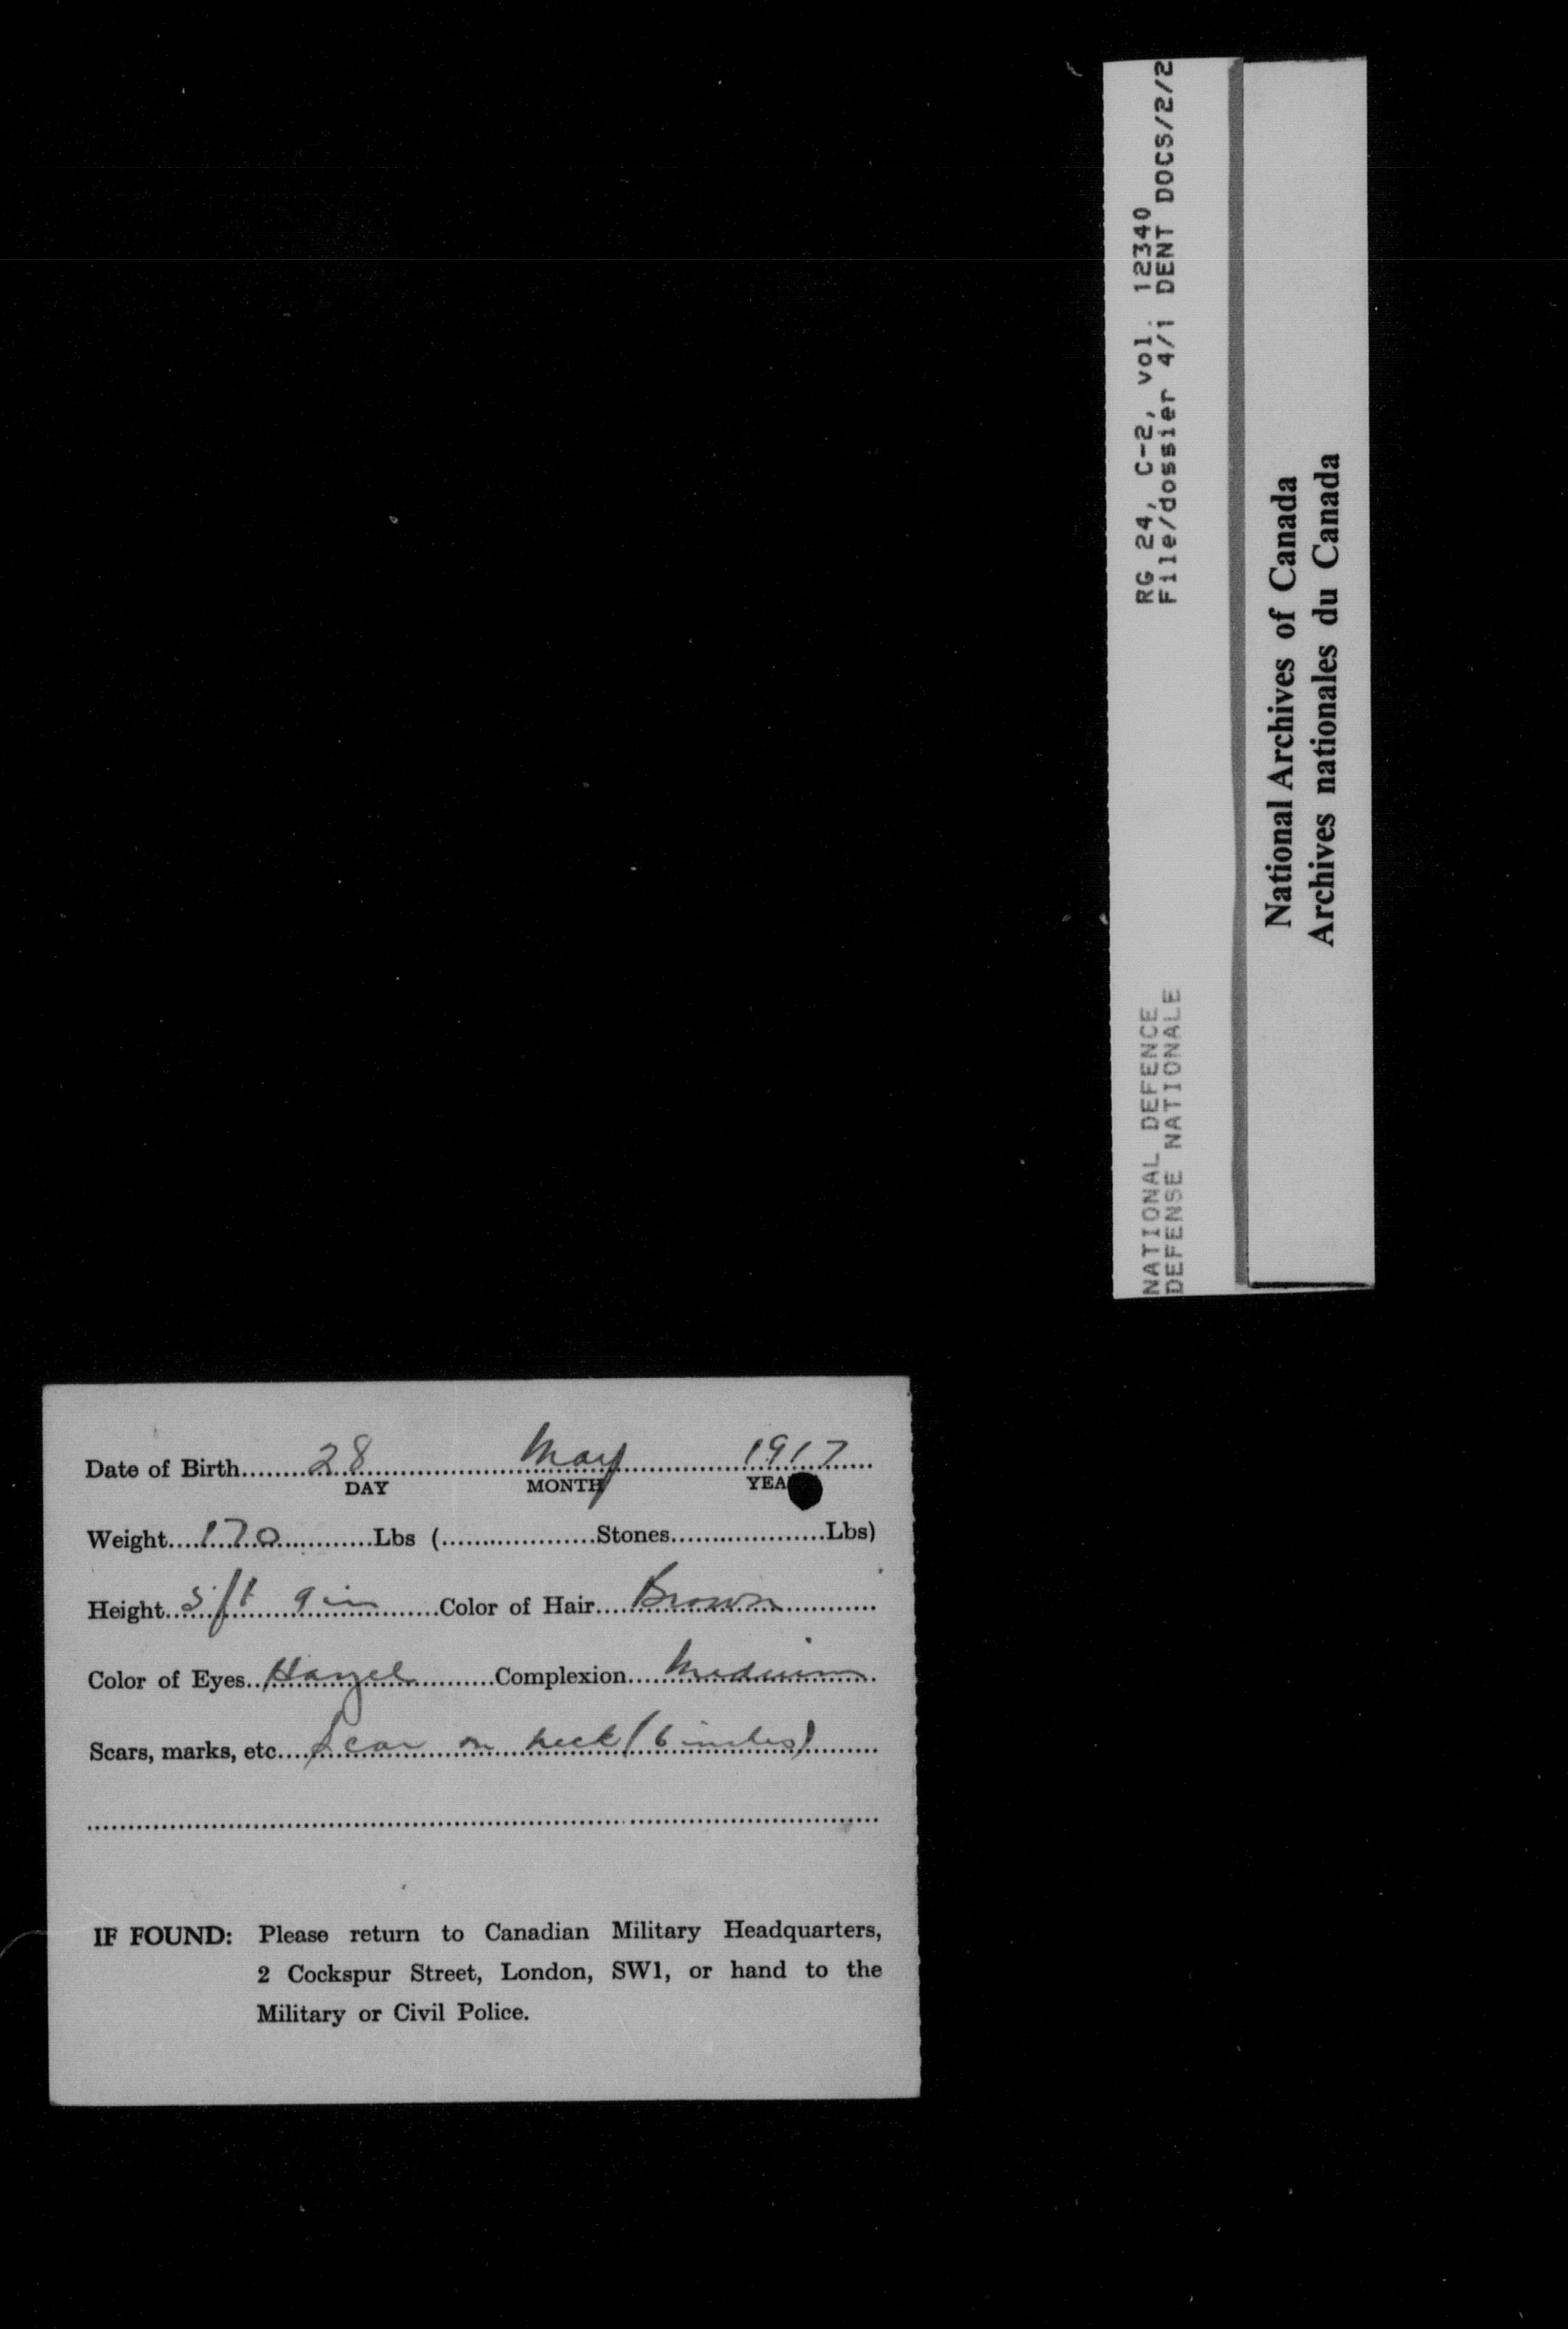 RG 24, C-2, vol. 12340
File/dossier 4/1 DENT DOCS/2/2
NATIONAL DEFENCE
DEFENSE NATIONALE
National Archives of Canada
Archives nationales du Canada
Date of Birth 28 May 1917
DAY MONTH YEA
Weight 170 Lbs ( Stones Lbs)
Height 5 ft 9 in Color of Hair Brown
Color of Eyes Hazel Complexion Medium
Scars, marks, etc. Scar on neck (6 inches)
IF FOUND: Please return to Canadian Military Headquarters,
2 Cockspur Street, London, SW1, or hand to the
Military or Civil Police.